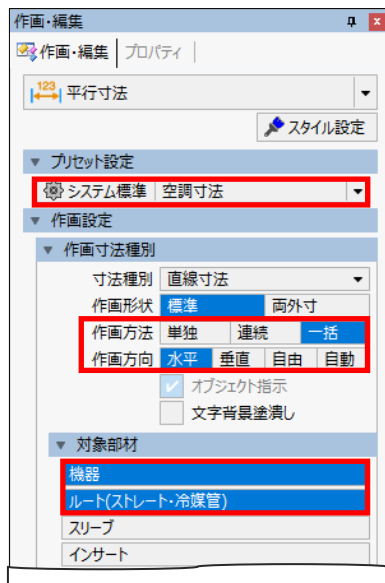 作画・編集
作画・編集 プロパティ
123 平行寸法
スタイル設定
プリセット設定
システム標準 空調寸法
作画設定
作画寸法種別
寸法種別 直線寸法
作画形状 標準 両外寸
作画方法 単独 連続 一括
作画方向 水平 垂直 自由 自動
オブジェクト指示
文字背景塗潰し
対象部材
機器
ルート(ストレート・冷媒管)
スリーブ
インサート